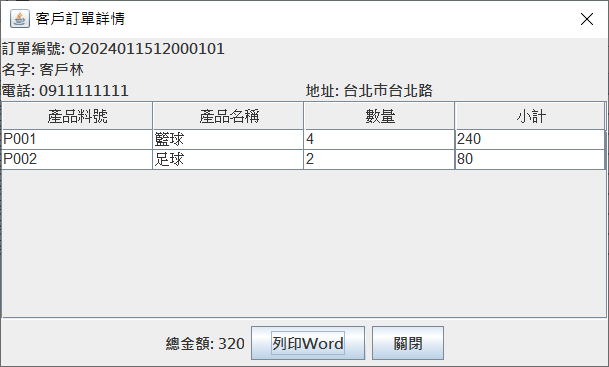 客戶訂單詳情
訂單編號: O2024011512000101
名字: 客戶林
電話: 0911111111 地址: 台北市台北路
產品料號 產品名稱 數量 小計
P001 籃球 4 240
P002 足球 2 80
總金額: 320 列印Word 關閉